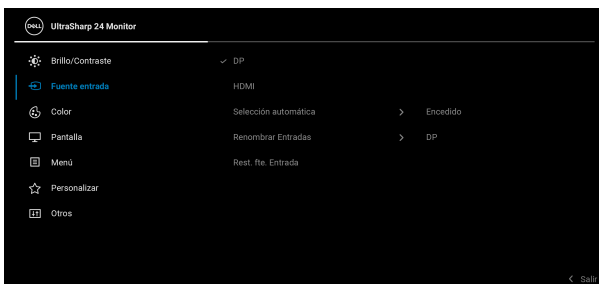 DELL UltraSharp 24 Monitor
Brillo/Contraste
DP
Fuente entrada
HDMI
Color
Selección automática
Encedido
Pantalla
Renombrar Entradas
DP
Menú
Rest. fte. Entrada
Personalizar
Otros
Salir